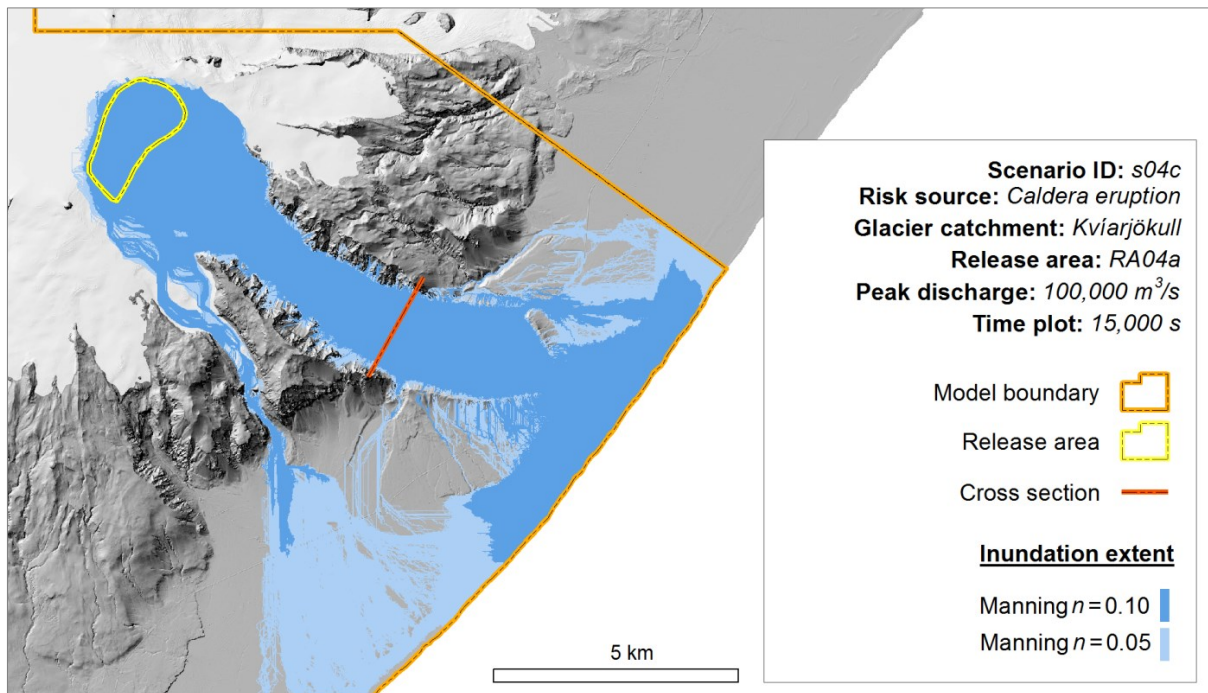 Scenario ID: s04c
Risk source: Caldera eruption
Glacier catchment: Kvíarjökull
Release area: RA04a
Peak discharge: 100,000 m³/s
Time plot: 15,000 s
Model boundary
Release area
Cross section
Inundation extent
Manning n = 0.10
Manning n = 0.05
5 km